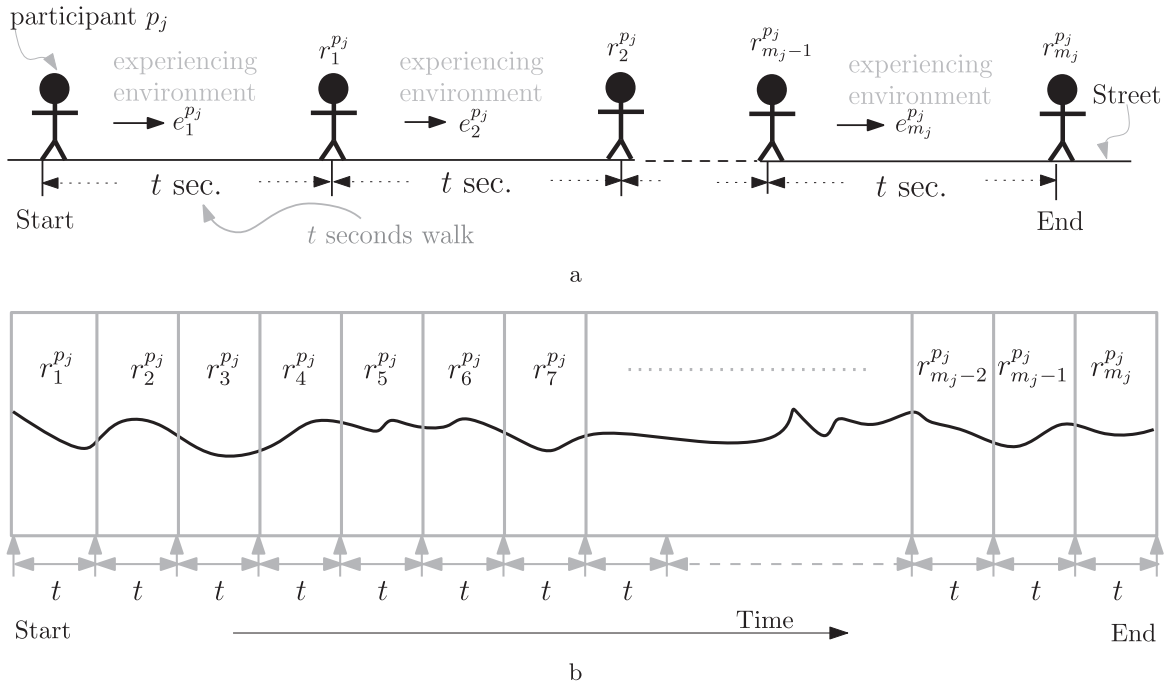 participant p_j
r_1^{p_j} r_2^{p_j} r_{m_j-1}^{p_j} r_{m_j}^{p_j}
experiencing experiencing experiencing
environment environment environment Street
e_1^{p_j} e_2^{p_j} e_{m_j}^{p_j}
t sec. t sec. t sec.
Start End
t seconds walk
a
r_1^{p_j} r_2^{p_j} r_3^{p_j} r_4^{p_j} r_5^{p_j} r_6^{p_j} r_7^{p_j} r_{m_j-2}^{p_j} r_{m_j-1}^{p_j} r_{m_j}^{p_j}
t t t t t t t t t t t
Start Time End
b